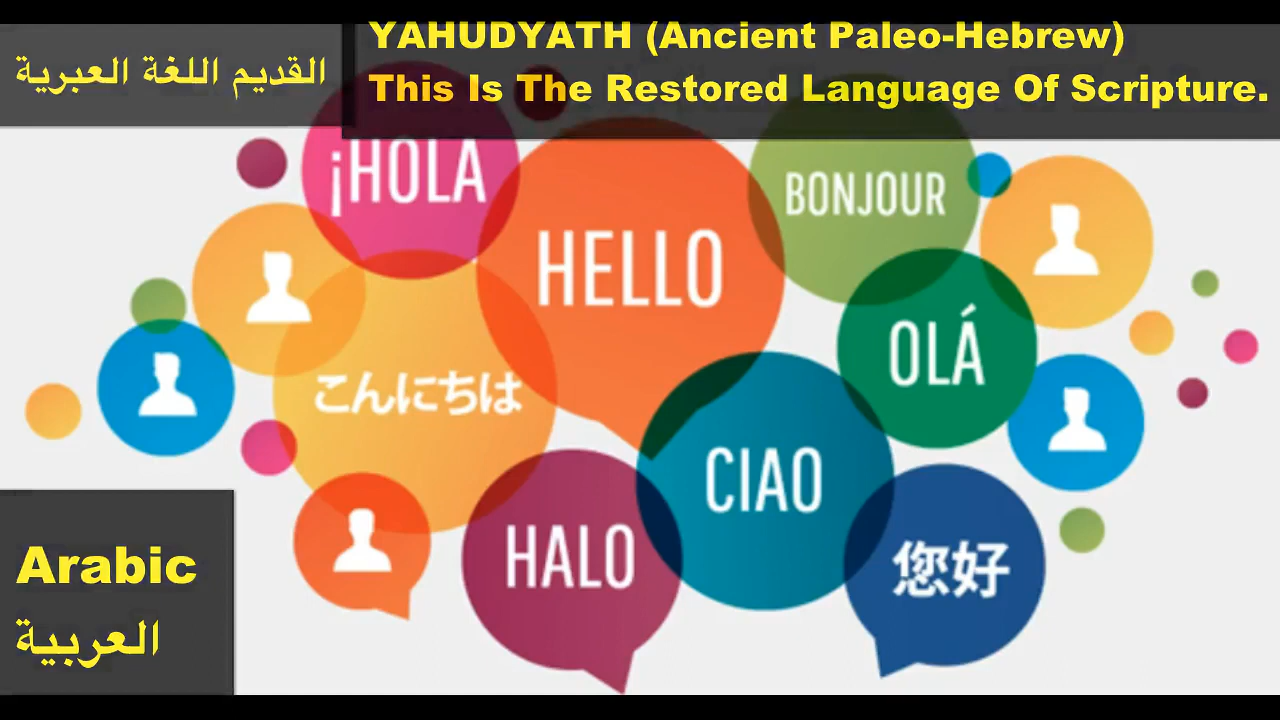 YAHUDYATH (Ancient Paleo-Hebrew)
This Is The Restored Language Of Scripture.
القديم اللغة العبرية
¡HOLA
HELLO
BONJOUR
OLÁ
こんにちは
CIAO
HALO
您好
Arabic
العربية